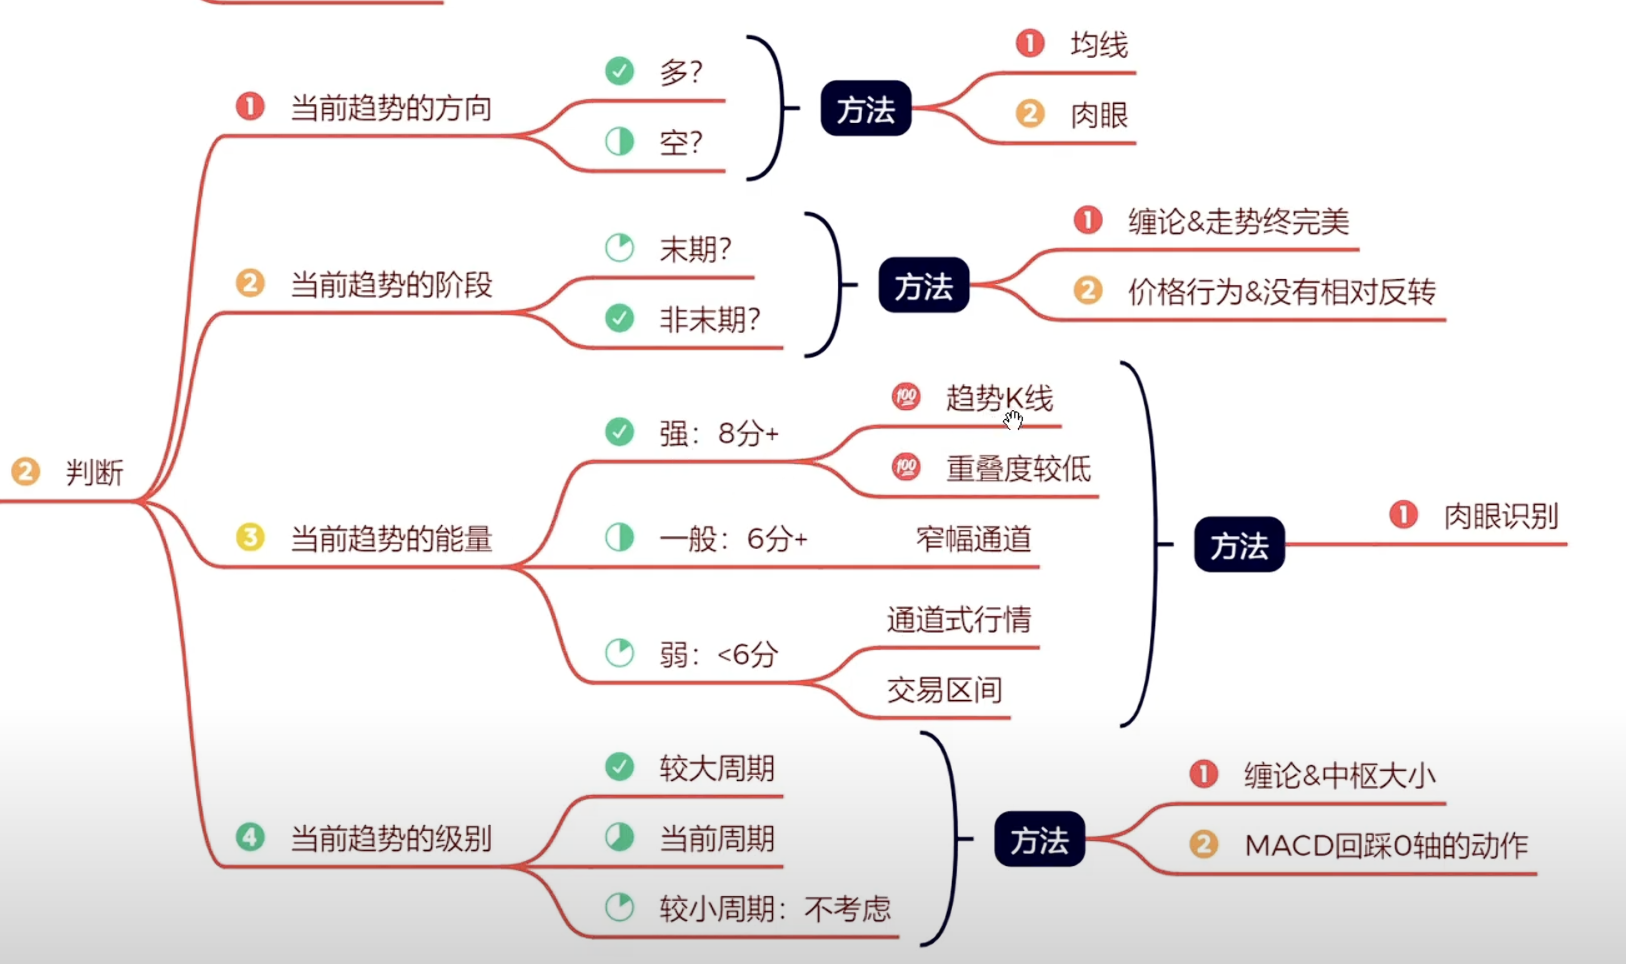 2 判断
1 当前趋势的方向
多?
空?
方法
1 均线
2 肉眼
2 当前趋势的阶段
末期?
非末期?
方法
1 缠论&走势终完美
2 价格行为&没有相对反转
3 当前趋势的能量
强：8分+
100 趋势K线
100 重叠度较低
一般：6分+
窄幅通道
弱：<6分
通道式行情
交易区间
方法
1 肉眼识别
4 当前趋势的级别
较大周期
当前周期
较小周期：不考虑
方法
1 缠论&中枢大小
2 MACD回踩0轴的动作